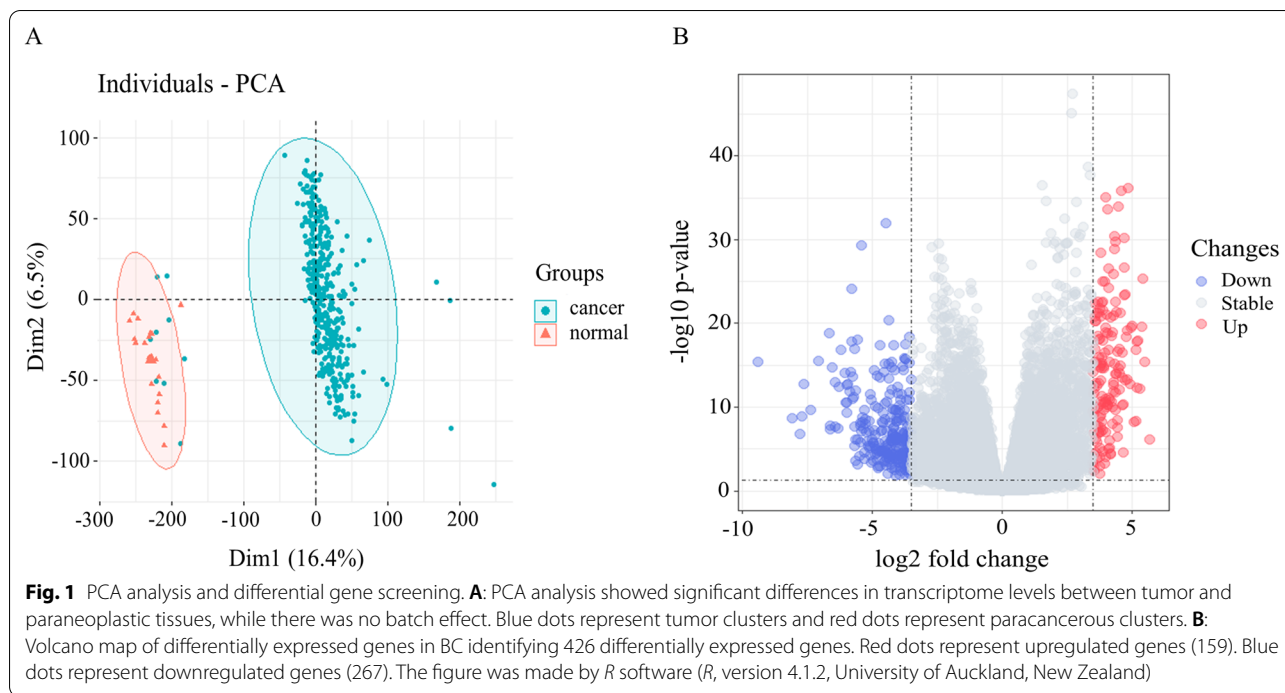 A
Individuals - PCA
100
50
0
-50
-100
Dim2 (6.5%)
-300
-200
-100
0
100
200
Dim1 (16.4%)
Groups
cancer
normal
B
40
30
20
10
0
-log10 p-value
-10
-5
0
5
log2 fold change
Changes
Down
Stable
Up
Fig. 1 PCA analysis and differential gene screening. A: PCA analysis showed significant differences in transcriptome levels between tumor and
paraneoplastic tissues, while there was no batch effect. Blue dots represent tumor clusters and red dots represent paracancerous clusters. B:
Volcano map of differentially expressed genes in BC identifying 426 differentially expressed genes. Red dots represent upregulated genes (159). Blue
dots represent downregulated genes (267). The figure was made by R software (R, version 4.1.2, University of Auckland, New Zealand)